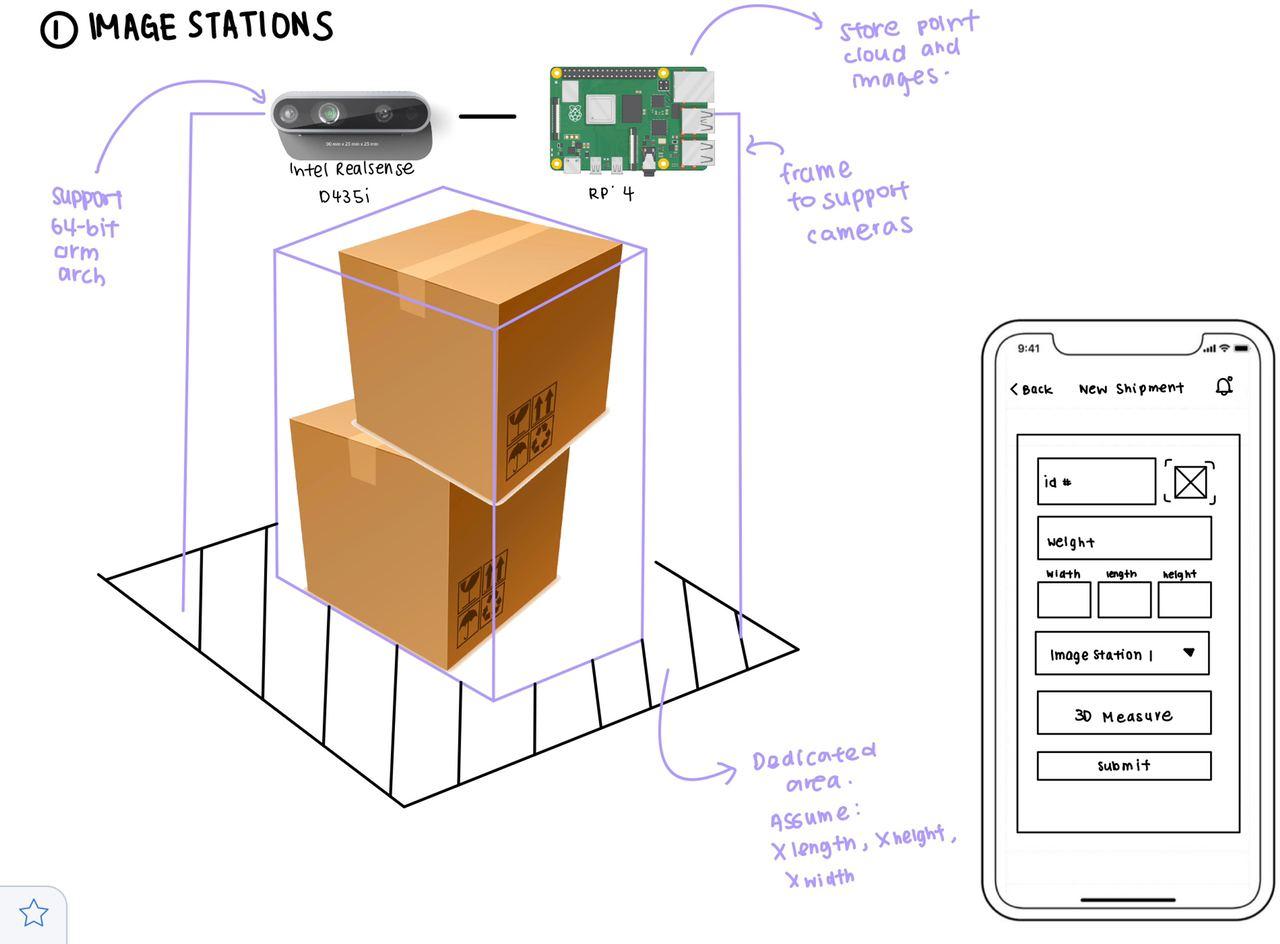 ① IMAGE STATIONS
store point
cloud and
images.
90 mm x 25 mm x 25 mm
Intel Realsense
D435i
RP' 4
frame
to support
cameras
Support
64-bit
arm
arch
Dedicated
area.
Assume:
X length, X height,
X width
9:41
< Back New Shipment
id #
weight
width length height
Image Station 1
3D Measure
submit